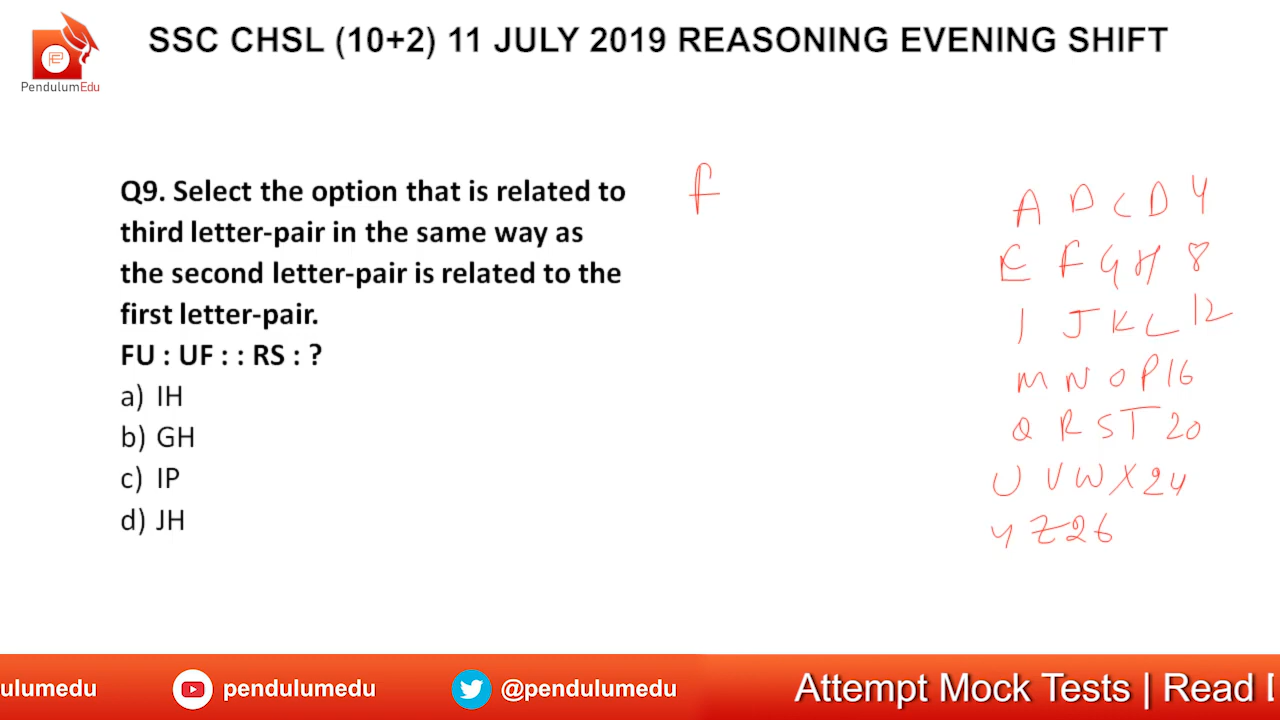 SSC CHSL (10+2) 11 JULY 2019 REASONING EVENING SHIFT
PendulumEdu
Q9. Select the option that is related to
third letter-pair in the same way as
the second letter-pair is related to the
first letter-pair.
FU : UF : : RS : ?
a) IH
b) GH
c) IP
d) JH
F
A D C D 4
E F G H 8
I J K L 12
M N O P 16
Q R S T 20
U V W X 24
Y Z 26
ulumedu
pendulumedu
@pendulumedu
Attempt Mock Tests | Read D